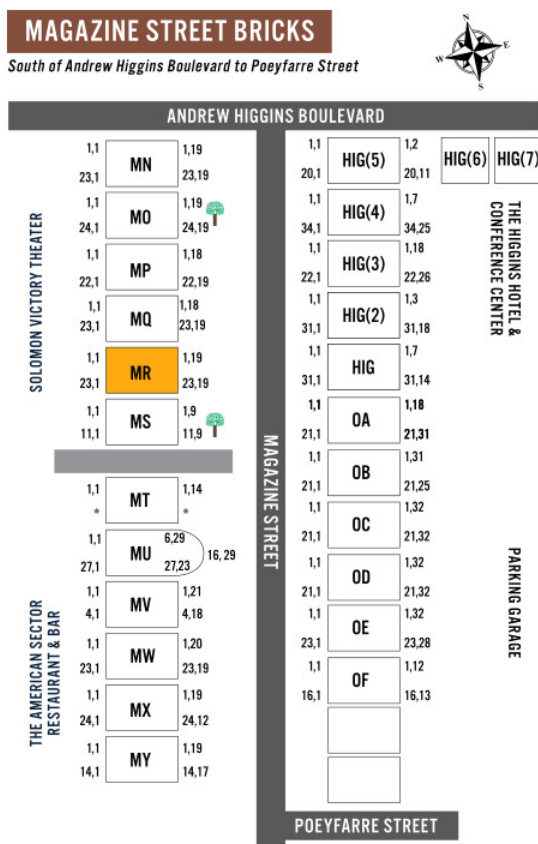 MAGAZINE STREET BRICKS
South of Andrew Higgins Boulevard to Poeyfarre Street
N
W E
S
ANDREW HIGGINS BOULEVARD
SOLOMON VICTORY THEATER
1,1 MN 1,19
23,1 23,19
1,1 MO 1,19
24,1 24,19
1,1 MP 1,18
22,1 22,19
1,1 MQ 1,18
23,1 23,19
1,1 MR 1,19
23,1 23,19
1,1 MS 1,9
11,1 11,9
THE AMERICAN SECTOR
RESTAURANT & BAR
1,1 MT 1,14
* *
1,1 MU 6,29
16,29
27,1 27,23
1,1 MV 1,21
4,1 4,18
1,1 MW 1,20
23,1 23,19
1,1 MX 1,19
24,1 24,12
1,1 MY 1,19
14,1 14,17
MAGAZINE STREET
1,1 HIG(5) 1,2 HIG(6) HIG(7)
20,1 20,11
1,1 HIG(4) 1,7
34,1 34,25
1,1 HIG(3) 1,18
22,1 22,26
1,1 HIG(2) 1,3
31,1 31,18
1,1 HIG 1,7
31,1 31,14
1,1 OA 1,18
21,1 21,31
1,1 OB 1,31
21,1 21,25
1,1 OC 1,32
21,1 21,32
1,1 OD 1,32
21,1 21,32
1,1 OE 1,32
23,1 23,28
1,1 OF 1,12
16,1 16,13
THE HIGGINS HOTEL &
CONFERENCE CENTER
PARKING GARAGE
POEYFARRE STREET